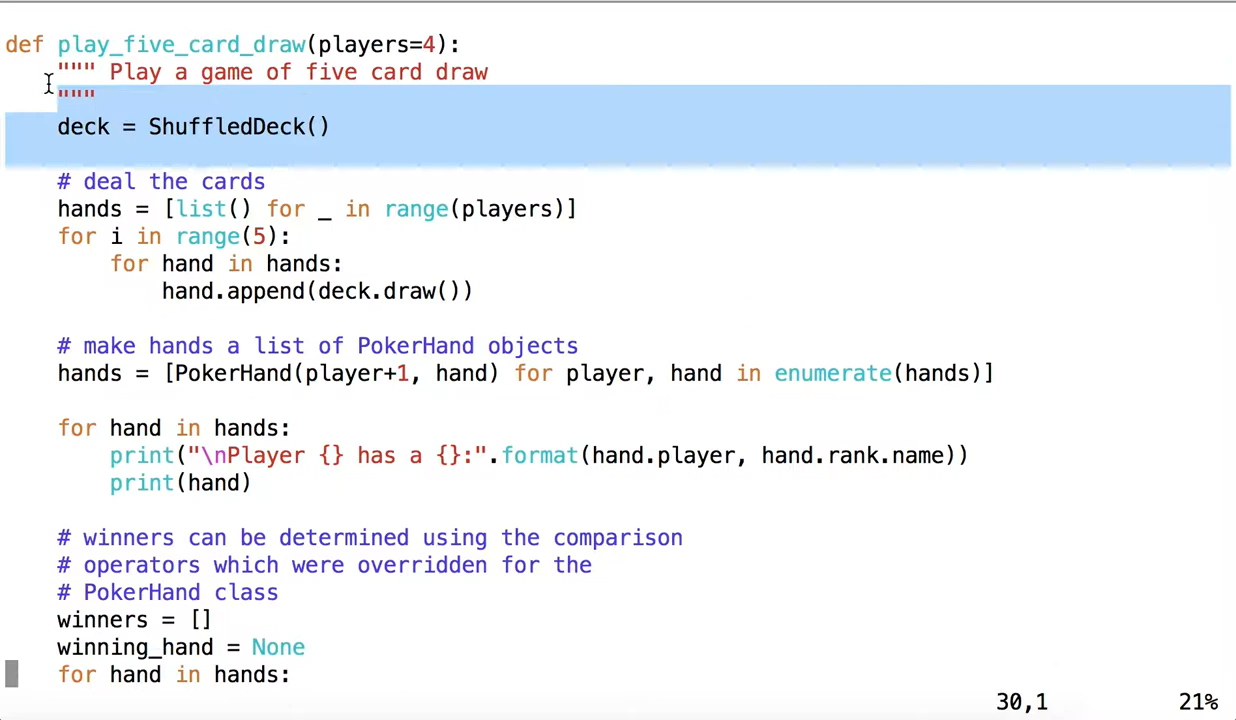 def play_five_card_draw(players=4):
    """ Play a game of five card draw
    """
    deck = ShuffledDeck()

    # deal the cards
    hands = [list() for _ in range(players)]
    for i in range(5):
        for hand in hands:
            hand.append(deck.draw())

    # make hands a list of PokerHand objects
    hands = [PokerHand(player+1, hand) for player, hand in enumerate(hands)]

    for hand in hands:
        print("\nPlayer {} has a {}:".format(hand.player, hand.rank.name))
        print(hand)

    # winners can be determined using the comparison
    # operators which were overridden for the
    # PokerHand class
    winners = []
    winning_hand = None
    for hand in hands:
30,1 21%